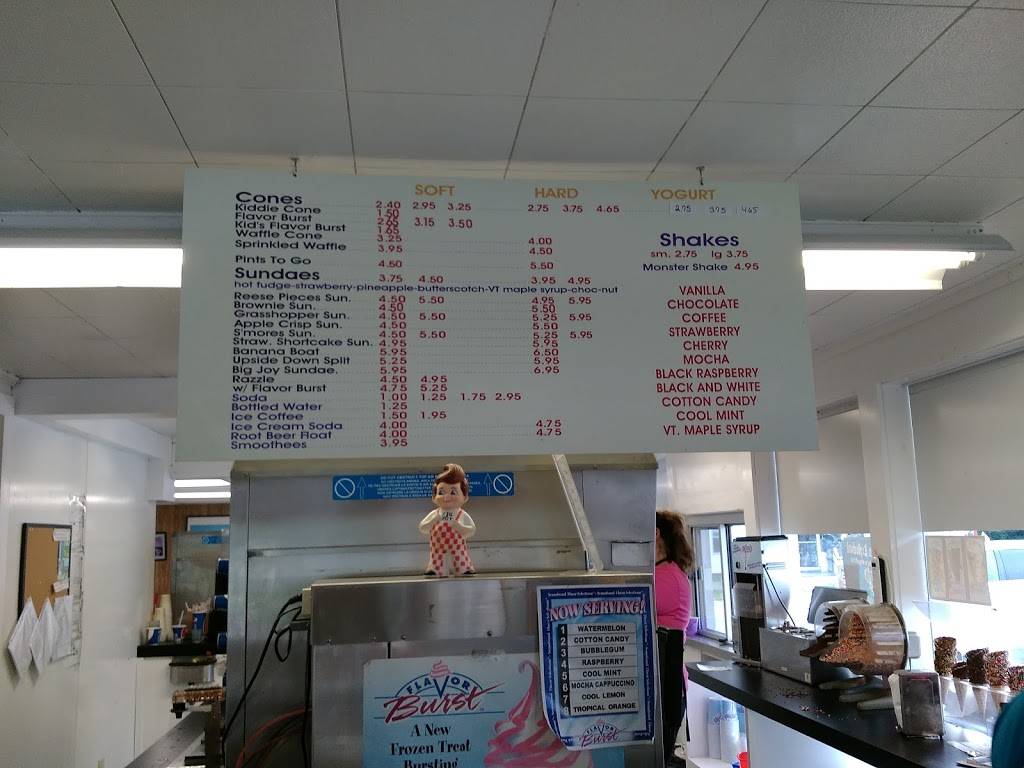 SOFT HARD YOGURT
Cones
Kiddie Cone 2.40 2.95 3.25 2.75 3.75 4.65 2.75 3.75 4.65
Flavor Burst 1.50
Kid's Flavor Burst 2.65 3.15 3.50
Waffle Cone 1.65
Sprinkled Waffle 3.25 4.00
3.95 4.50
Pints To Go 4.50 5.50
Sundaes 3.75 4.50 3.95 4.95
hot fudge-strawberry-pineapple-butterscotch-VT maple syrup-choc-nut
Reese Pieces Sun. 4.50 5.50 4.95 5.95
Brownie Sun. 4.50 5.50
Grasshopper Sun. 4.50 5.50 5.25 5.95
Apple Crisp Sun. 4.50 5.50
S'mores Sun. 4.50 5.50 5.25 5.95
Straw. Shortcake Sun. 4.95 5.95
Banana Boat 5.95 6.50
Upside Down Split 5.25 5.95
Big Joy Sundae. 5.95 6.95
Razzle 4.50 4.95
w/ Flavor Burst 4.75 5.25
Soda 1.00 1.25 1.75 2.95
Bottled Water 1.25
Ice Coffee 1.50 1.95
Ice Cream Soda 4.00 4.75
Root Beer Float 4.00 4.75
Smoothees 3.95
Shakes
sm. 2.75 lg 3.75
Monster Shake 4.95
VANILLA
CHOCOLATE
COFFEE
STRAWBERRY
CHERRY
MOCHA
BLACK RASPBERRY
BLACK AND WHITE
COTTON CANDY
COOL MINT
VT. MAPLE SYRUP
NOW SERVING!
1 WATERMELON
2 COTTON CANDY
3 BUBBLEGUM
4 RASPBERRY
5 COOL MINT
6 MOCHA CAPPUCCINO
7 COOL LEMON
8 TROPICAL ORANGE
FLAVOR
Burst
FLAVOR
Burst
A New
Frozen Treat
Bursting